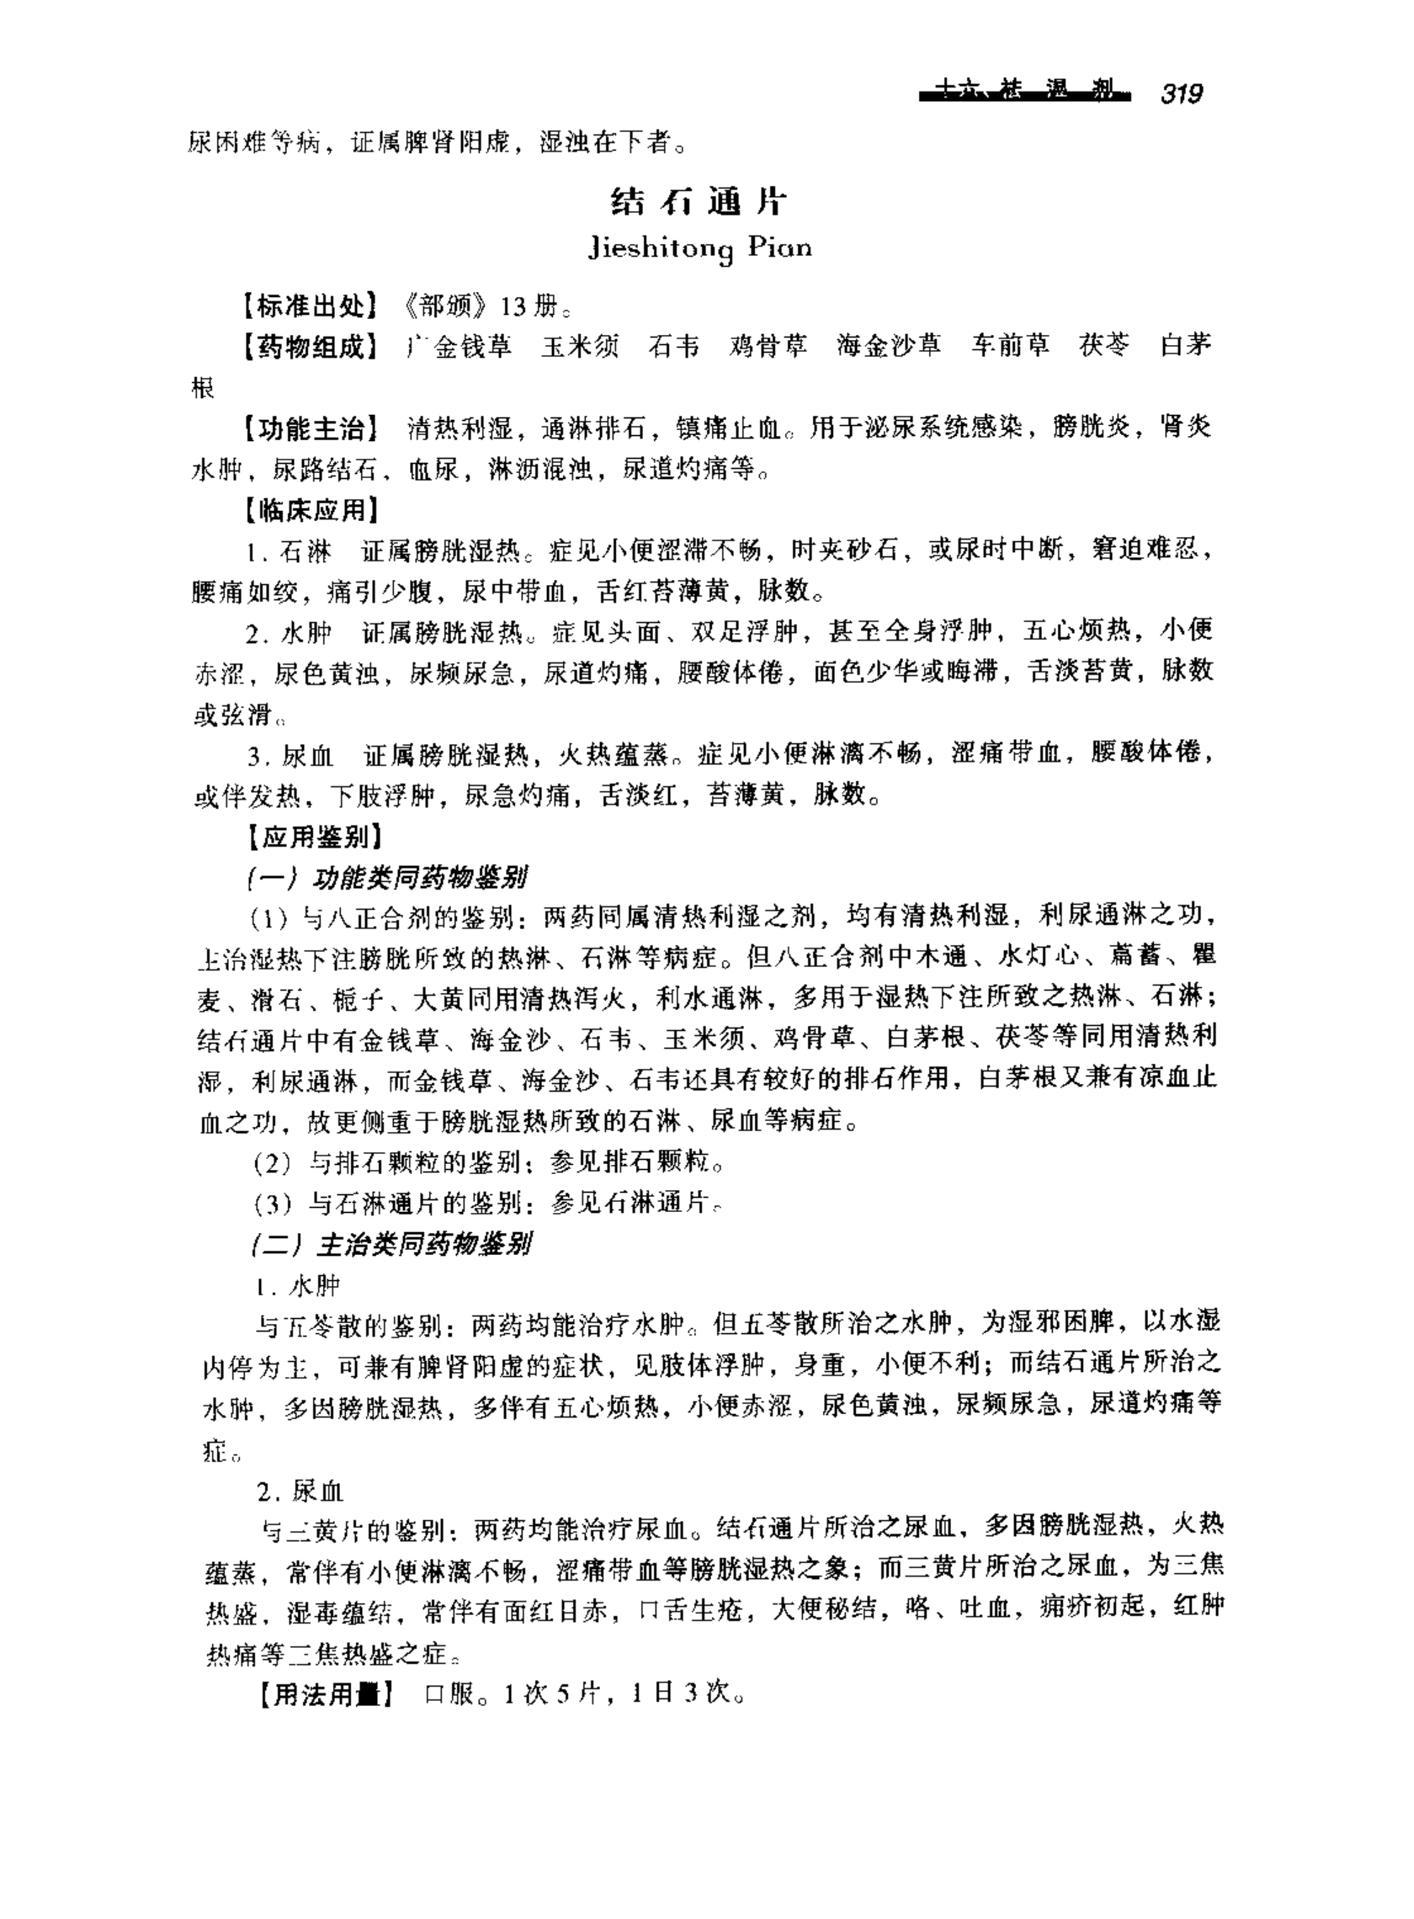 十六、祛湿剂 319
尿困难等病，证属脾肾阳虚，湿浊在下者。
结石通片
Jieshitong Pian
【标准出处】 《部颁》13册。
【药物组成】 广金钱草 玉米须 石韦 鸡骨草 海金沙草 车前草 茯苓 白茅
根
【功能主治】 清热利湿，通淋排石，镇痛止血。用于泌尿系统感染，膀胱炎，肾炎
水肿，尿路结石，血尿，淋沥混浊，尿道灼痛等。
【临床应用】
1. 石淋 证属膀胱湿热。症见小便涩滞不畅，时夹砂石，或尿时中断，窘迫难忍，
腰痛如绞，痛引少腹，尿中带血，舌红苔薄黄，脉数。
2. 水肿 证属膀胱湿热。症见头面、双足浮肿，甚至全身浮肿，五心烦热，小便
赤涩，尿色黄浊，尿频尿急，尿道灼痛，腰酸体倦，面色少华或晦滞，舌淡苔黄，脉数
或弦滑。
3. 尿血 证属膀胱湿热，火热蕴蒸。症见小便淋漓不畅，涩痛带血，腰酸体倦，
或伴发热，下肢浮肿，尿急灼痛，舌淡红，苔薄黄，脉数。
【应用鉴别】
(一) 功能类同药物鉴别
(1) 与八正合剂的鉴别：两药同属清热利湿之剂，均有清热利湿，利尿通淋之功，
主治湿热下注膀胱所致的热淋、石淋等病症。但八正合剂中木通、水灯心、萹蓄、瞿
麦、滑石、栀子、大黄同用清热泻火，利水通淋，多用于湿热下注所致之热淋、石淋；
结石通片中有金钱草、海金沙、石韦、玉米须、鸡骨草、白茅根、茯苓等同用清热利
湿，利尿通淋，而金钱草、海金沙、石韦还具有较好的排石作用，白茅根又兼有凉血止
血之功，故更侧重于膀胱湿热所致的石淋、尿血等病症。
(2) 与排石颗粒的鉴别：参见排石颗粒。
(3) 与石淋通片的鉴别：参见石淋通片。
(二) 主治类同药物鉴别
1. 水肿
与五苓散的鉴别：两药均能治疗水肿。但五苓散所治之水肿，为湿邪困脾，以水湿
内停为主，可兼有脾肾阳虚的症状，见肢体浮肿，身重，小便不利；而结石通片所治之
水肿，多因膀胱湿热，多伴有五心烦热，小便赤涩，尿色黄浊，尿频尿急，尿道灼痛等
症。
2. 尿血
与三黄片的鉴别：两药均能治疗尿血。结石通片所治之尿血，多因膀胱湿热，火热
蕴蒸，常伴有小便淋漓不畅，涩痛带血等膀胱湿热之象；而三黄片所治之尿血，为三焦
热盛，湿毒蕴结，常伴有面红目赤，口舌生疮，大便秘结，咯、吐血，痈疖初起，红肿
热痛等三焦热盛之症。
【用法用量】 口服。1次5片，1日3次。